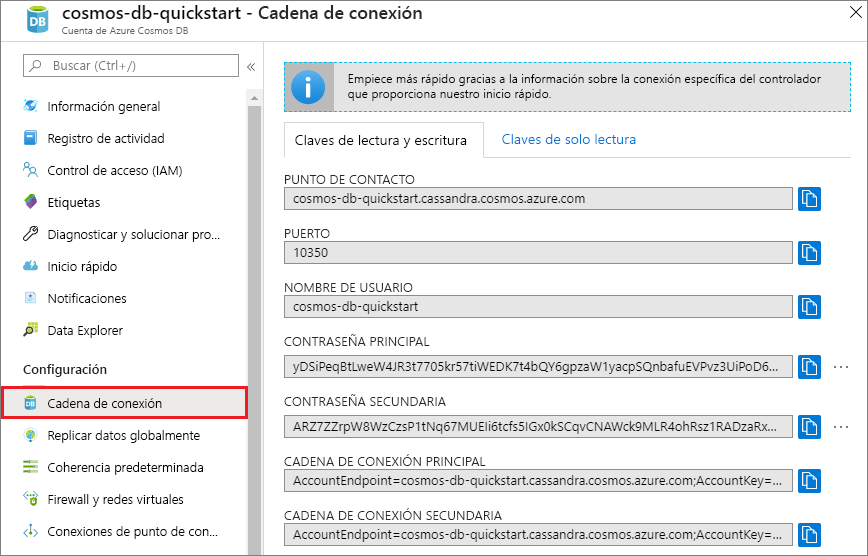 cosmos-db-quickstart - Cadena de conexión
Cuenta de Azure Cosmos DB
Buscar (Ctrl+/)
Información general
Registro de actividad
Control de acceso (IAM)
Etiquetas
Diagnosticar y solucionar pro...
Inicio rápido
Notificaciones
Data Explorer
Configuración
Cadena de conexión
Replicar datos globalmente
Coherencia predeterminada
Firewall y redes virtuales
Conexiones de punto de con...
Empiece más rápido gracias a la información sobre la conexión específica del controlador
que proporciona nuestro inicio rápido.
Claves de lectura y escritura
Claves de solo lectura
PUNTO DE CONTACTO
cosmos-db-quickstart.cassandra.cosmos.azure.com
PUERTO
10350
NOMBRE DE USUARIO
cosmos-db-quickstart
CONTRASEÑA PRINCIPAL
yDSiPeqBtLweW4JR3t7705kr57tiWEDK7t4bQY6gpzaW1yacpSQnbafuEVPvz3UiPoD6...
CONTRASEÑA SECUNDARIA
ARZ7ZZrpW8WzCzsP1tNq67MUEIi6tcfs5IGx0kSCqvCNAWck9MLR4ohRsz1RADzaRx...
CADENA DE CONEXIÓN PRINCIPAL
AccountEndpoint=cosmos-db-quickstart.cassandra.cosmos.azure.com;AccountKey=...
CADENA DE CONEXIÓN SECUNDARIA
AccountEndpoint=cosmos-db-quickstart.cassandra.cosmos.azure.com;AccountKey=...